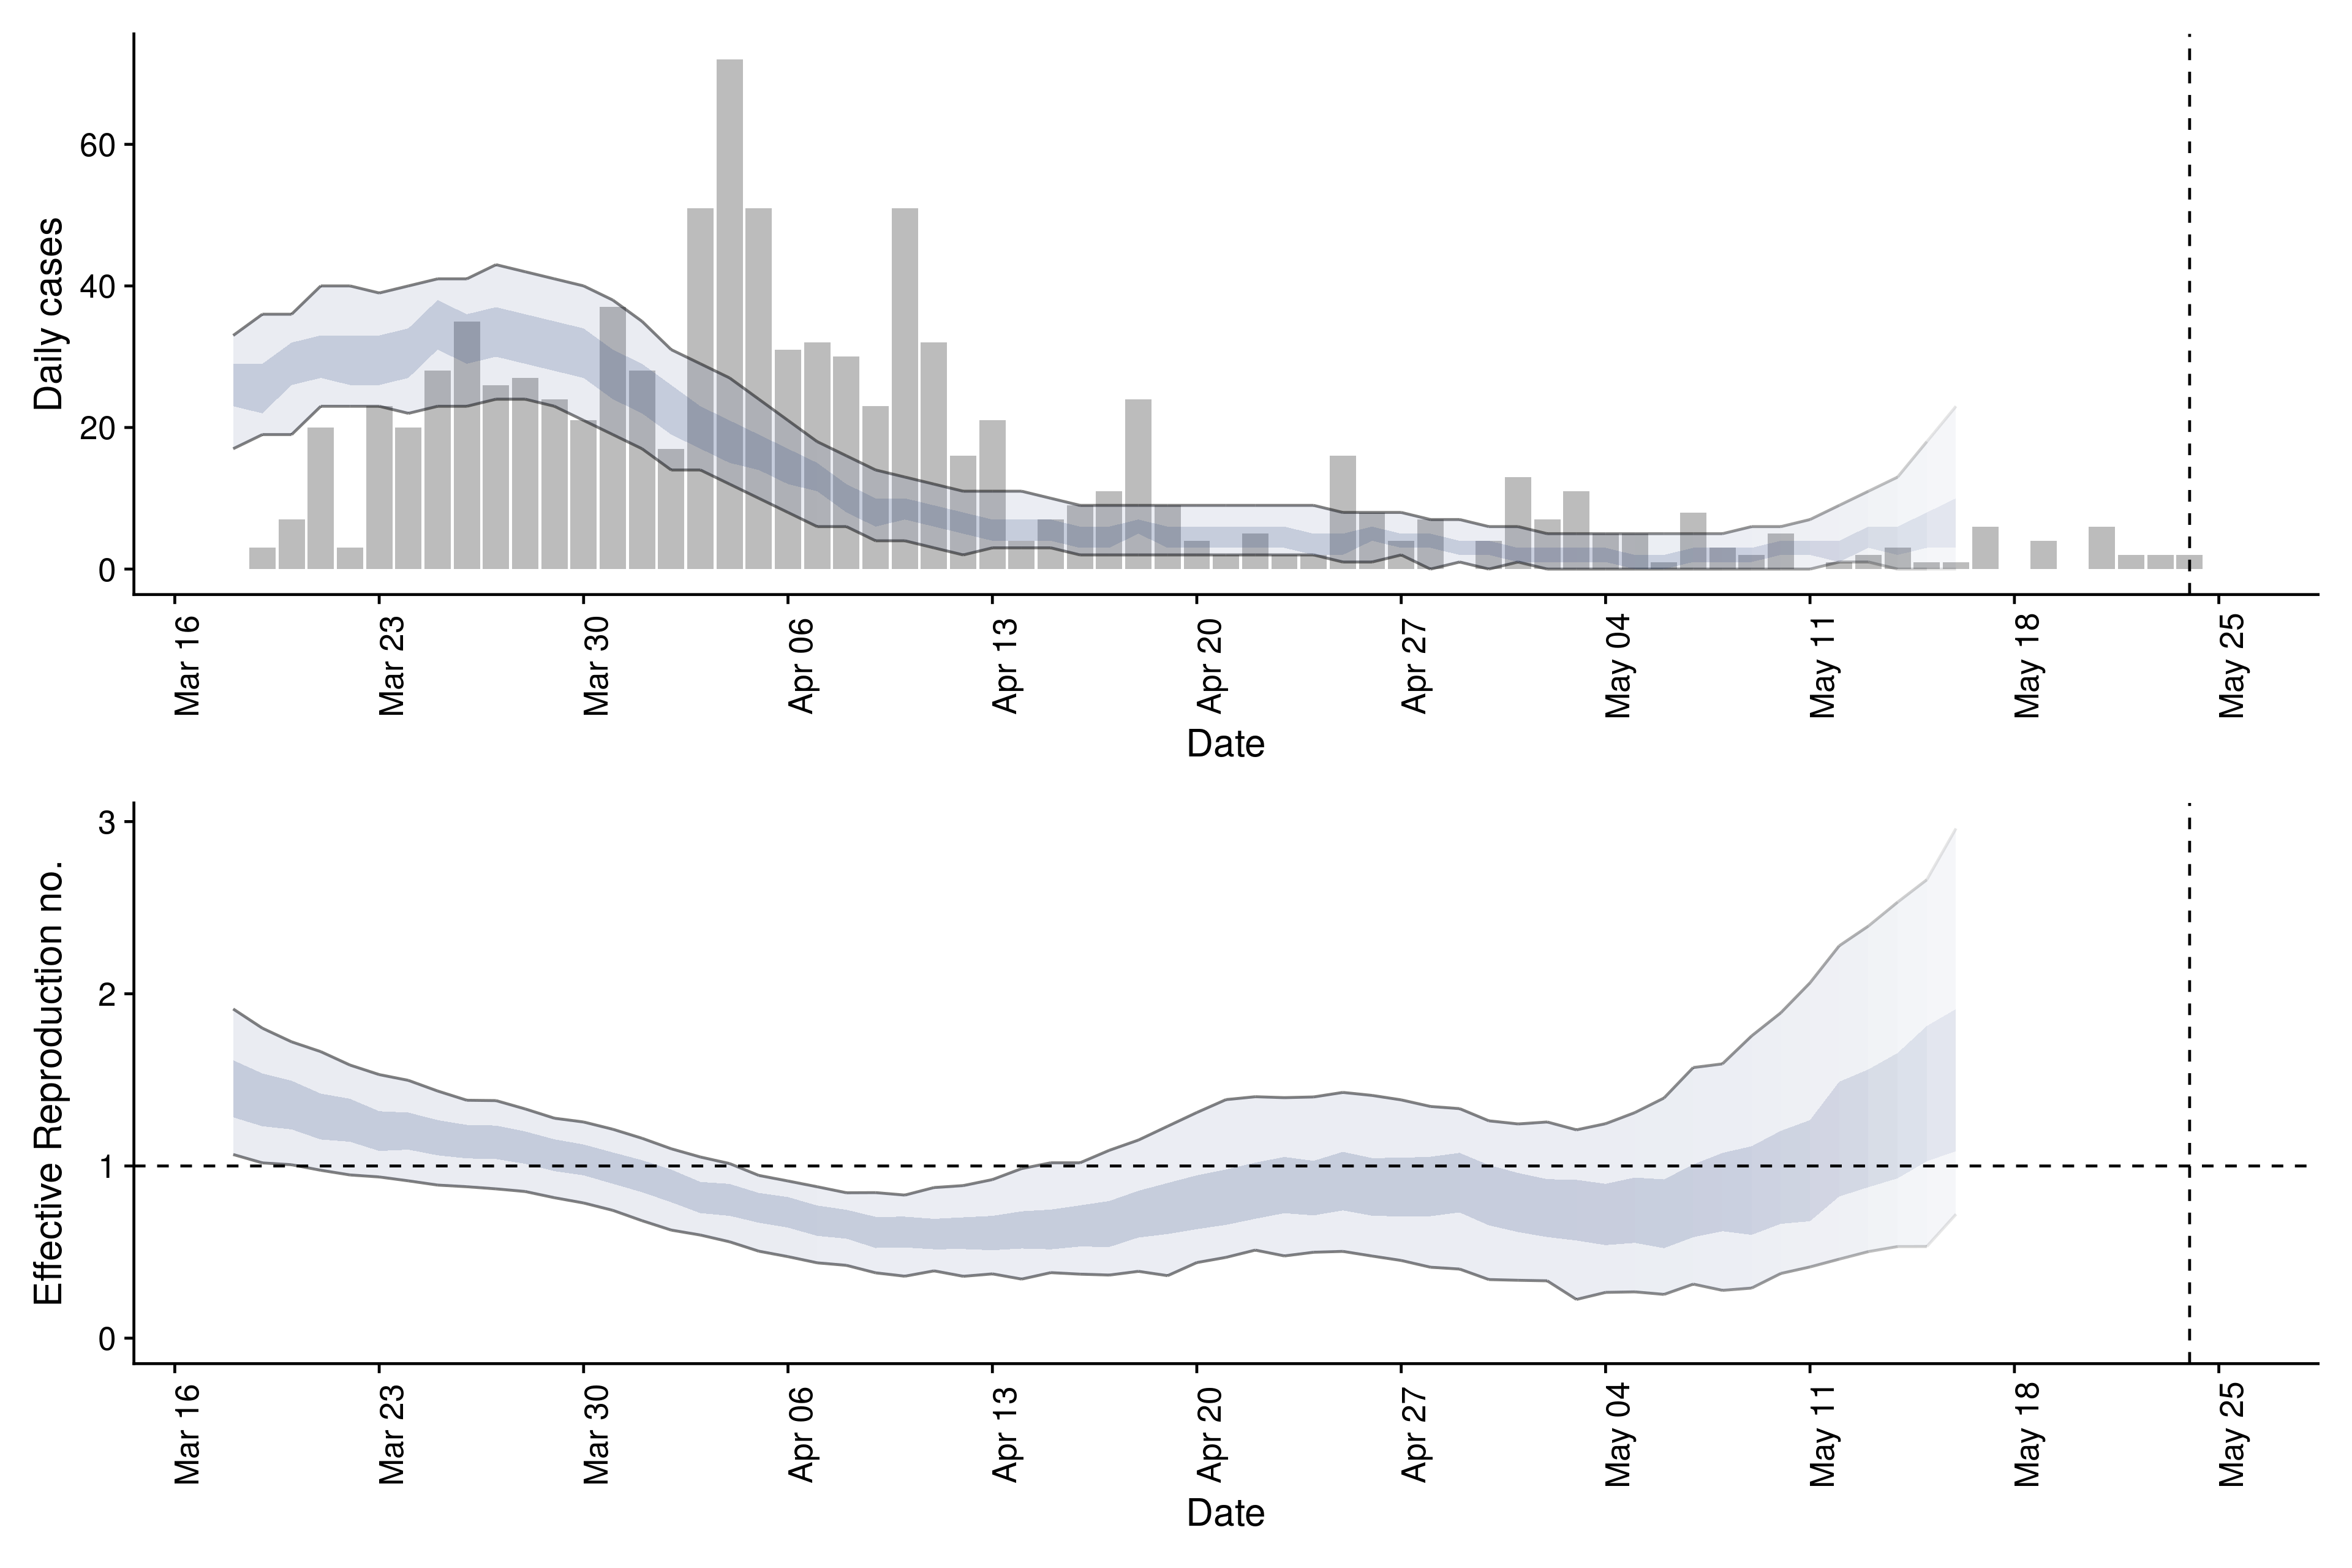 Daily cases
60
40
20
0
Mar 16
Mar 23
Mar 30
Apr 06
Apr 13
Apr 20
Apr 27
May 04
May 11
May 18
May 25
Date
Effective Reproduction no.
3
2
1
0
Mar 16
Mar 23
Mar 30
Apr 06
Apr 13
Apr 20
Apr 27
May 04
May 11
May 18
May 25
Date